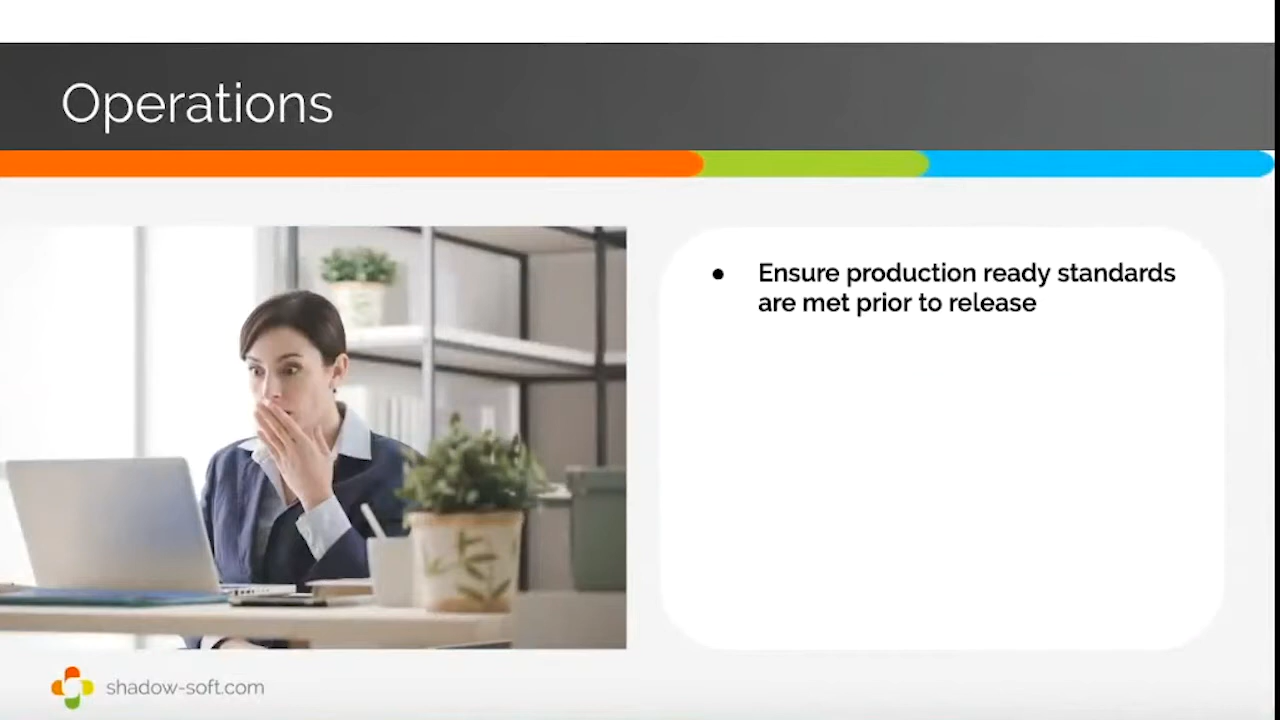 Operations
● Ensure production ready standards
are met prior to release
shadow-soft.com